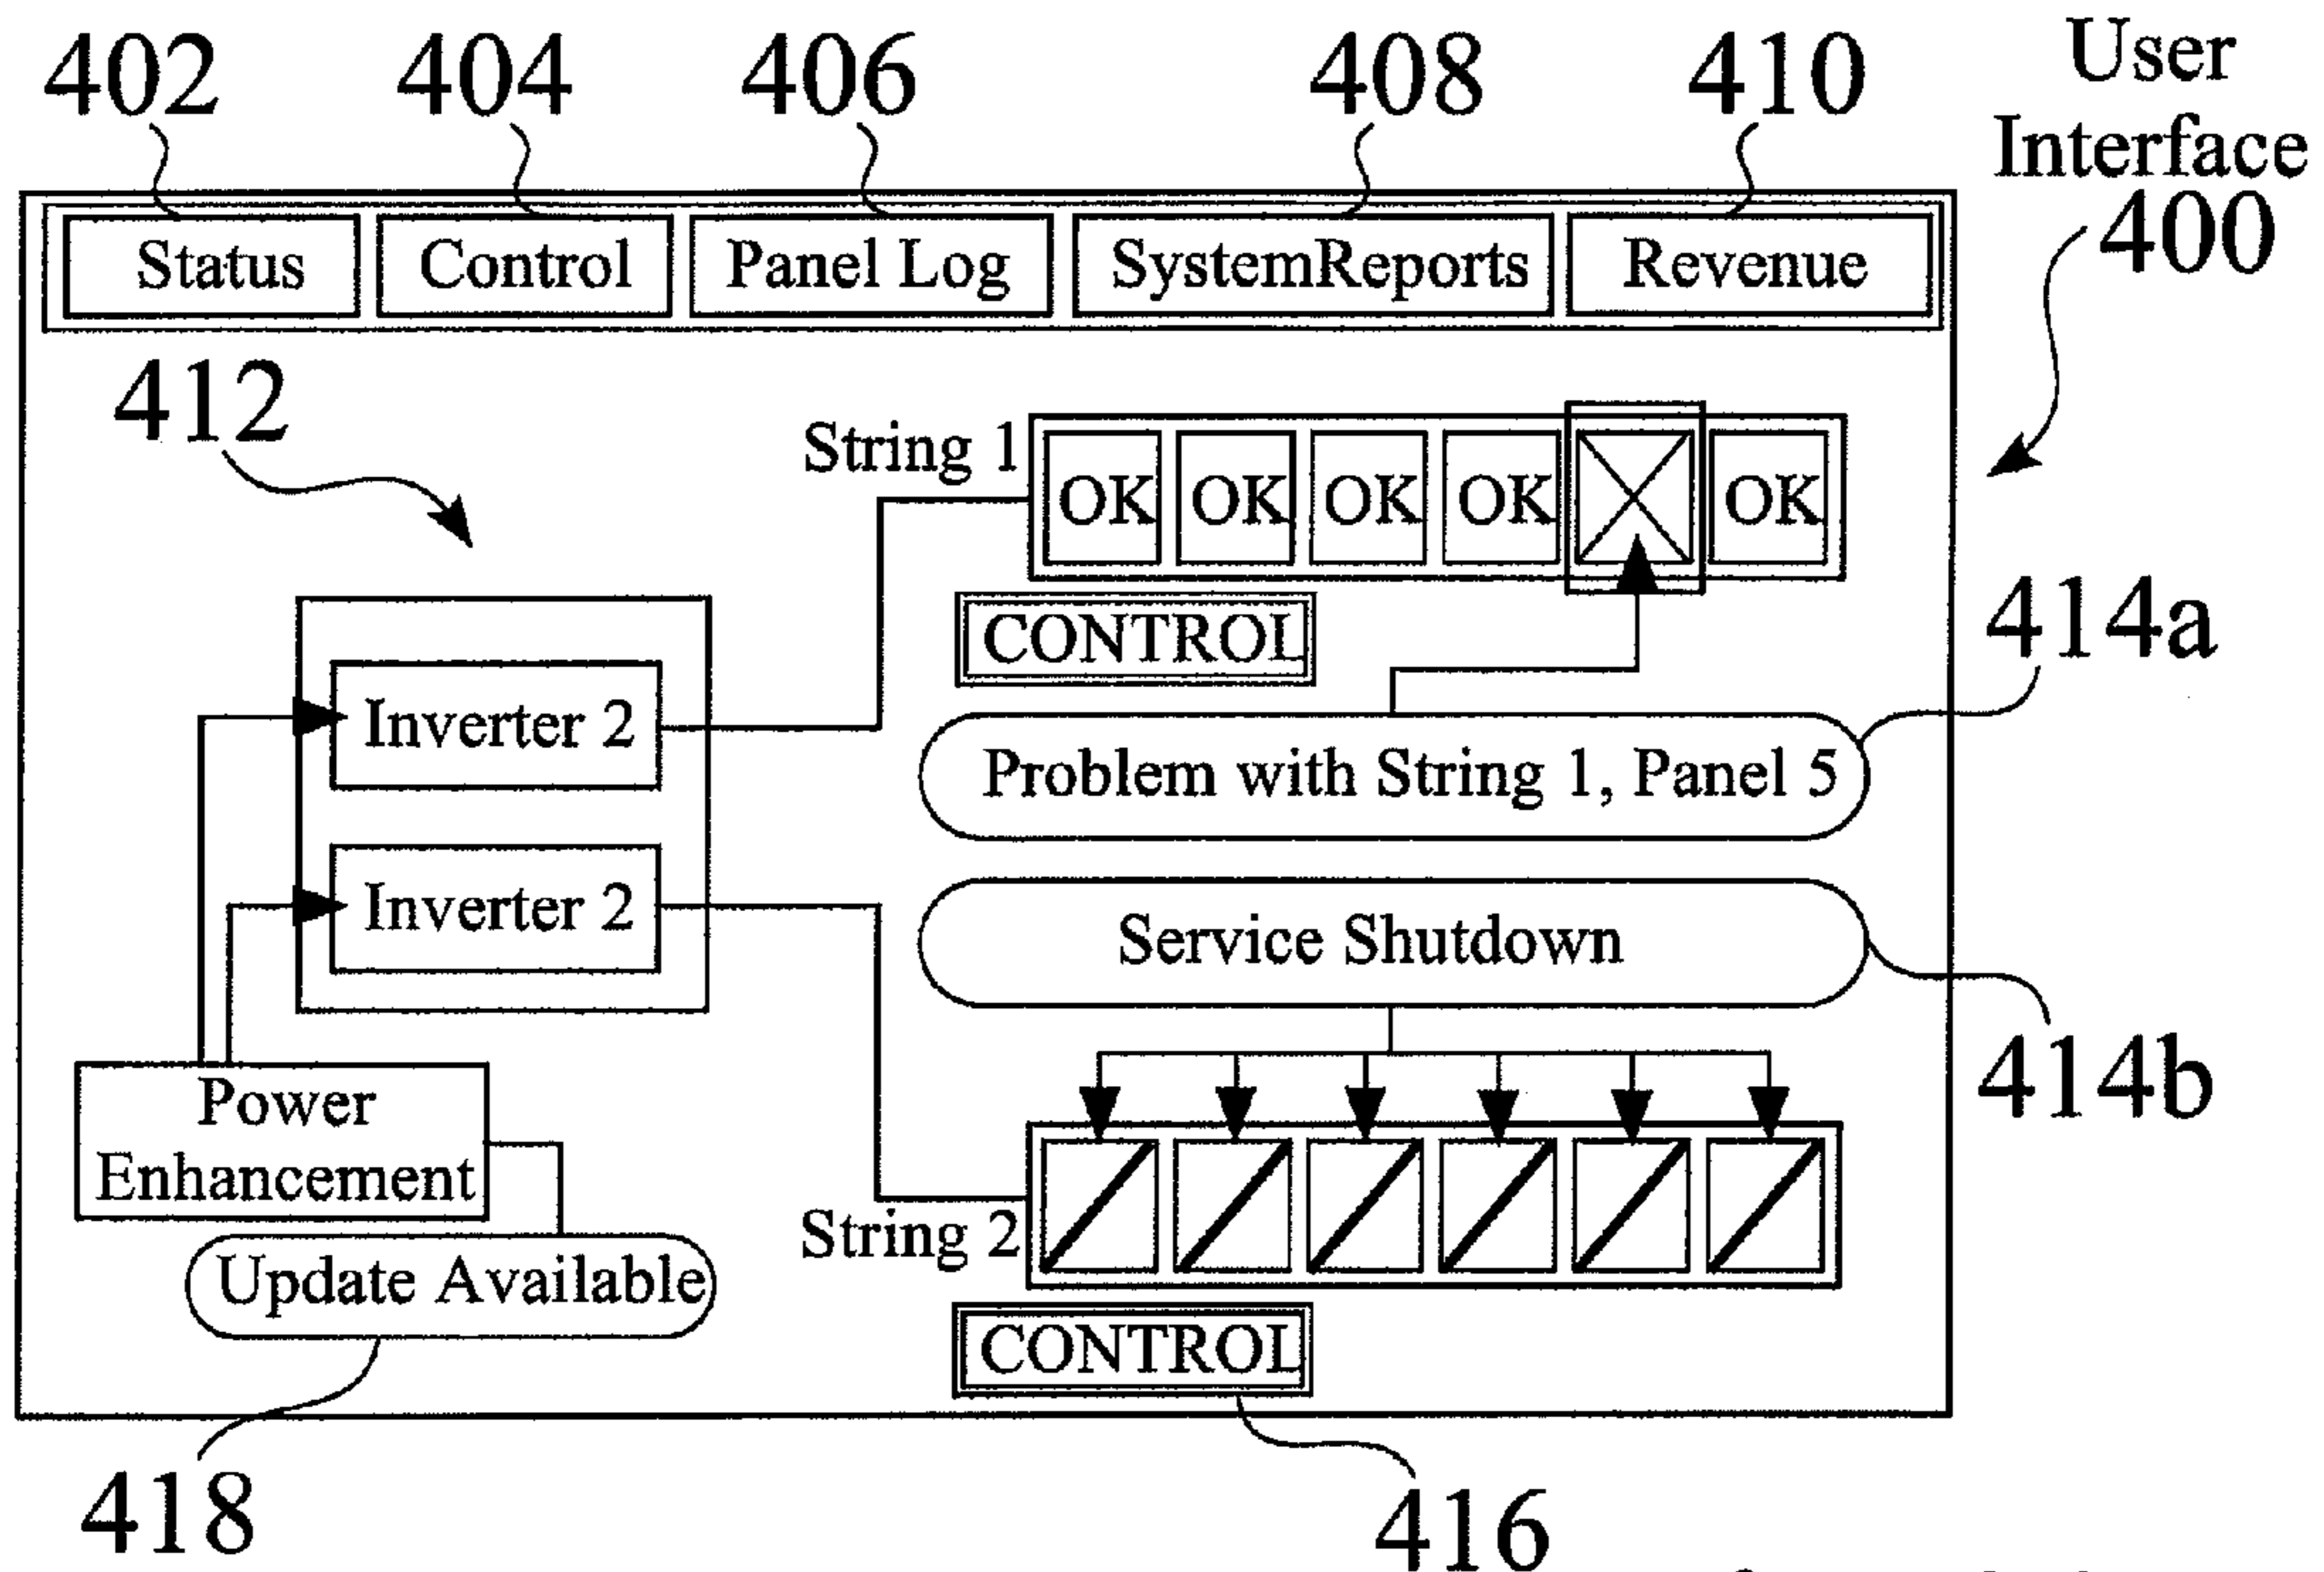 402
404
406
408
410
User
Interface
400
Status
Control
Panel Log
SystemReports
Revenue
412
String 1
OK
OK
OK
OK
OK
CONTROL
414a
Inverter 2
Problem with String 1, Panel 5
Inverter 2
Service Shutdown
414b
Power
Enhancement
String 2
Update Available
CONTROL
418
416